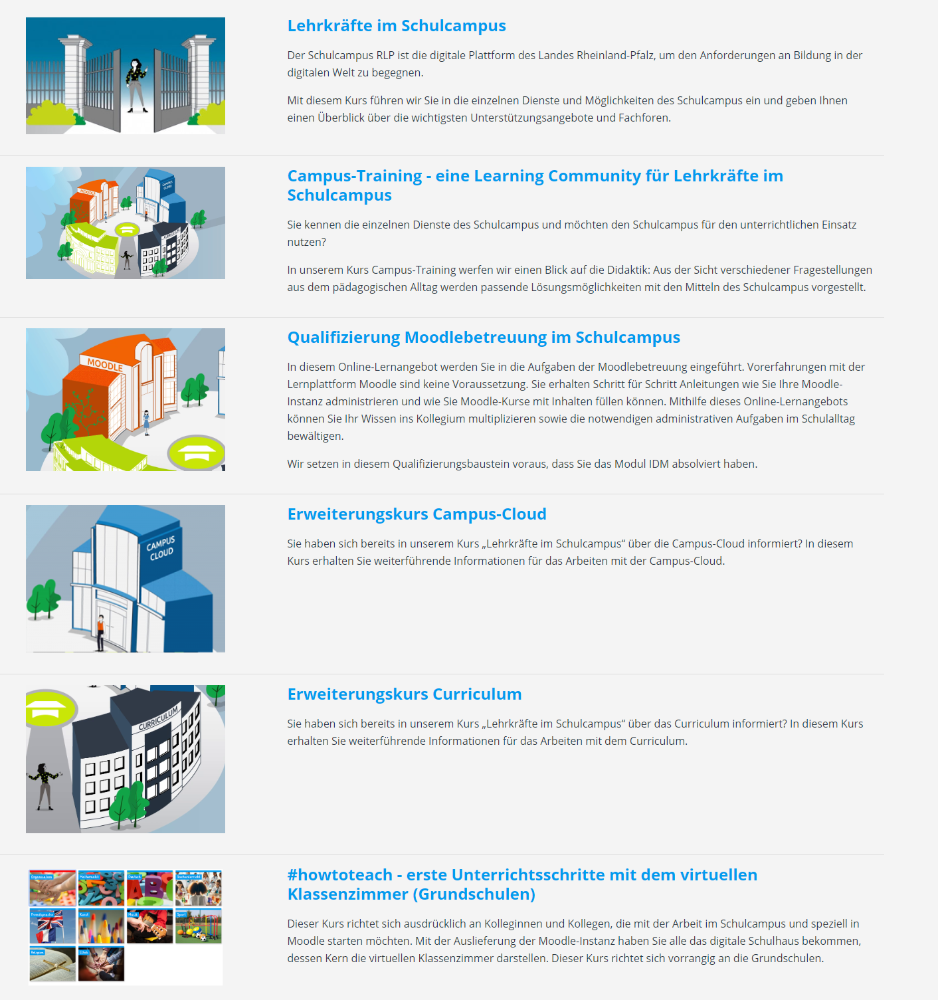 Lehrkräfte im Schulcampus
Der Schulcampus RLP ist die digitale Plattform des Landes Rheinland-Pfalz, um den Anforderungen an Bildung in der
digitalen Welt zu begegnen.
Mit diesem Kurs führen wir Sie in die einzelnen Dienste und Möglichkeiten des Schulcampus ein und geben Ihnen
einen Überblick über die wichtigsten Unterstützungsangebote und Fachforen.
MOODLE
CAMPUS
CLOUD
CURRICULUM
Campus-Training - eine Learning Community für Lehrkräfte im
Schulcampus
Sie kennen die einzelnen Dienste des Schulcampus und möchten den Schulcampus für den unterrichtlichen Einsatz
nutzen?
In unserem Kurs Campus-Training werfen wir einen Blick auf die Didaktik: Aus der Sicht verschiedener Fragestellungen
aus dem pädagogischen Alltag werden passende Lösungsmöglichkeiten mit den Mitteln des Schulcampus vorgestellt.
MOODLE
Qualifizierung Moodlebetreuung im Schulcampus
In diesem Online-Lernangebot werden Sie in die Aufgaben der Moodlebetreuung eingeführt. Vorerfahrungen mit der
Lernplattform Moodle sind keine Voraussetzung. Sie erhalten Schritt für Schritt Anleitungen wie Sie Ihre Moodle-
Instanz administrieren und wie Sie Moodle-Kurse mit Inhalten füllen können. Mithilfe dieses Online-Lernangebots
können Sie Ihr Wissen ins Kollegium multiplizieren sowie die notwendigen administrativen Aufgaben im Schulalltag
bewältigen.
Wir setzen in diesem Qualifizierungsbaustein voraus, dass Sie das Modul IDM absolviert haben.
CAMPUS
CLOUD
Erweiterungskurs Campus-Cloud
Sie haben sich bereits in unserem Kurs „Lehrkräfte im Schulcampus“ über die Campus-Cloud informiert? In diesem
Kurs erhalten Sie weiterführende Informationen für das Arbeiten mit der Campus-Cloud.
CURRICULUM
Erweiterungskurs Curriculum
Sie haben sich bereits in unserem Kurs „Lehrkräfte im Schulcampus“ über das Curriculum informiert? In diesem Kurs
erhalten Sie weiterführende Informationen für das Arbeiten mit dem Curriculum.
Organisation Mathematik Deutsch Sachunterricht
ABC
Fremdsprache Kunst Musik Sport
Religion Ethik
#howtoteach - erste Unterrichtsschritte mit dem virtuellen
Klassenzimmer (Grundschulen)
Dieser Kurs richtet sich ausdrücklich an Kolleginnen und Kollegen, die mit der Arbeit im Schulcampus und speziell in
Moodle starten möchten. Mit der Auslieferung der Moodle-Instanz haben Sie alle das digitale Schulhaus bekommen,
dessen Kern die virtuellen Klassenzimmer darstellen. Dieser Kurs richtet sich vorrangig an die Grundschulen.